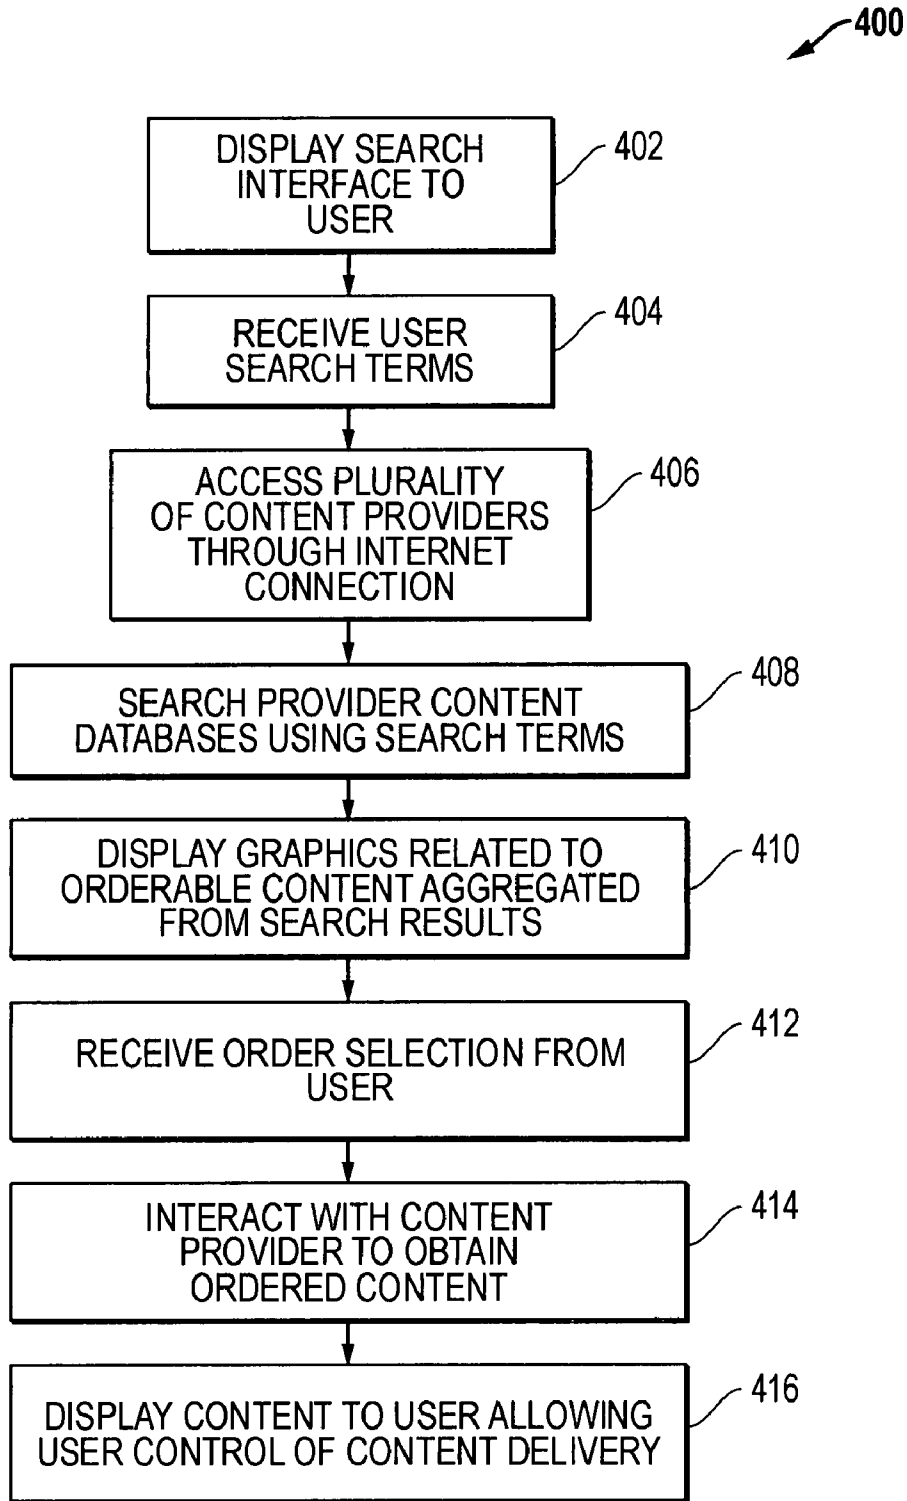 400
DISPLAY SEARCH
INTERFACE TO
USER
402
RECEIVE USER
SEARCH TERMS
404
ACCESS PLURALITY
OF CONTENT PROVIDERS
THROUGH INTERNET
CONNECTION
406
SEARCH PROVIDER CONTENT
DATABASES USING SEARCH TERMS
408
DISPLAY GRAPHICS RELATED TO
ORDERABLE CONTENT AGGREGATED
FROM SEARCH RESULTS
410
RECEIVE ORDER SELECTION FROM
USER
412
INTERACT WITH CONTENT
PROVIDER TO OBTAIN
ORDERED CONTENT
414
DISPLAY CONTENT TO USER ALLOWING
USER CONTROL OF CONTENT DELIVERY
416